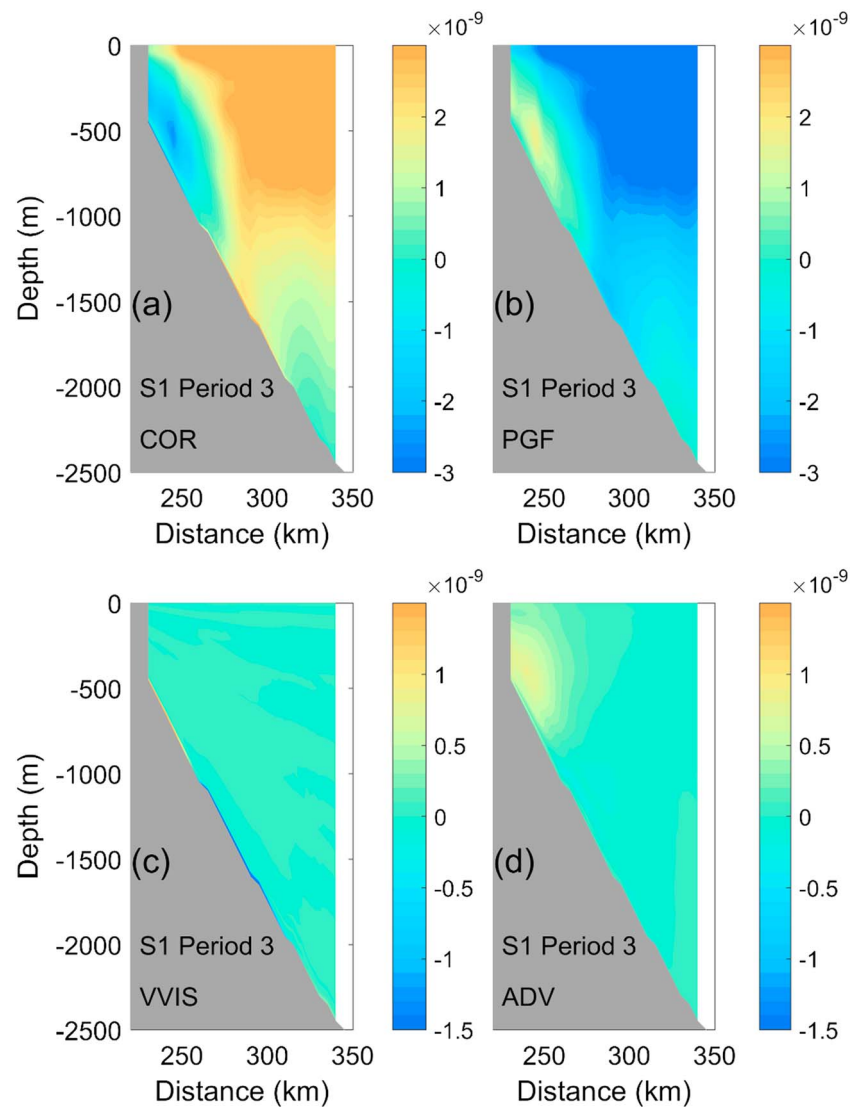 ×10⁻⁹ ×10⁻⁹
0
-500
-1000
-1500
-2000
-2500
Depth (m)
(a)
S1 Period 3
COR
250 300 350
Distance (km)
2
1
0
-1
-2
-3
(b)
S1 Period 3
PGF
250 300 350
Distance (km)
2
1
0
-1
-2
-3
×10⁻⁹ ×10⁻⁹
0
-500
-1000
-1500
-2000
-2500
Depth (m)
(c)
S1 Period 3
VVIS
250 300 350
Distance (km)
1
0.5
0
-0.5
-1
-1.5
(d)
S1 Period 3
ADV
250 300 350
Distance (km)
1
0.5
0
-0.5
-1
-1.5